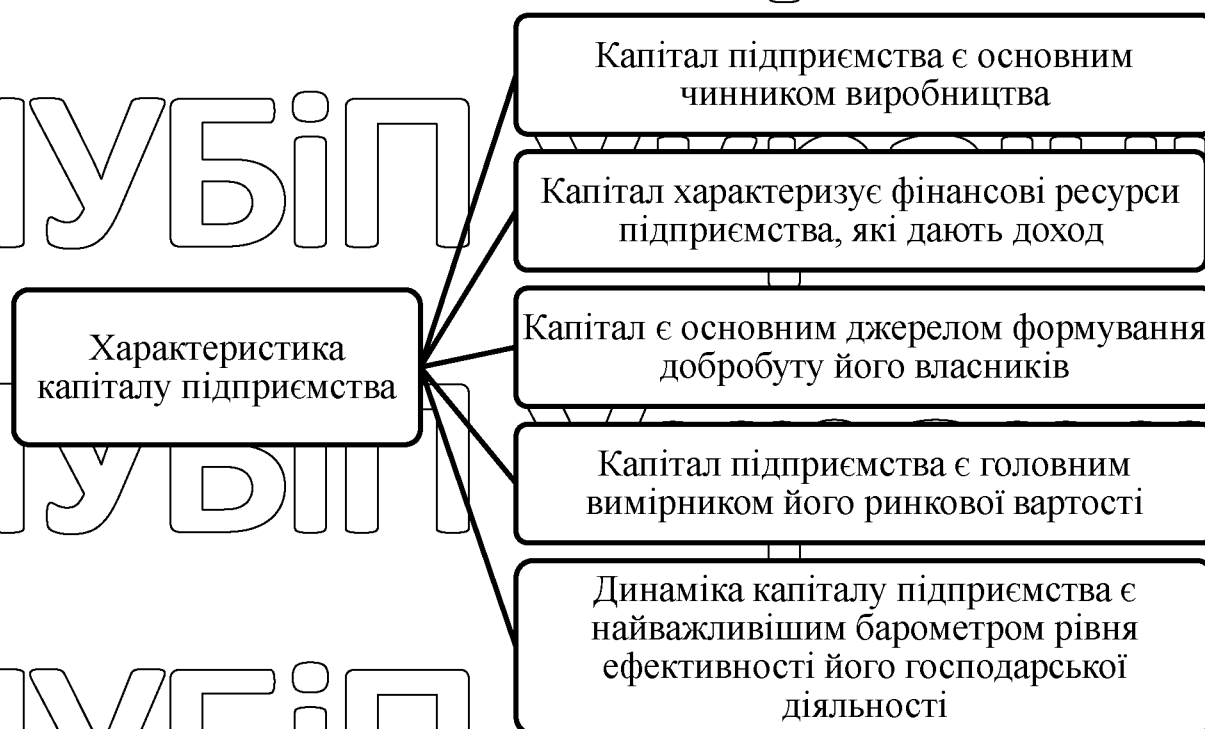 Капітал підприємства є основним
чинником виробництва
Капітал характеризує фінансові ресурси
підприємства, які дають доход
Характеристика
капіталу підприємства
Капітал є основним джерелом формування
добробуту його власників
Капітал підприємства є головним
вимірником його ринкової вартості
Динаміка капіталу підприємства є
найважливішим барометром рівня
ефективності його господарської
діяльності